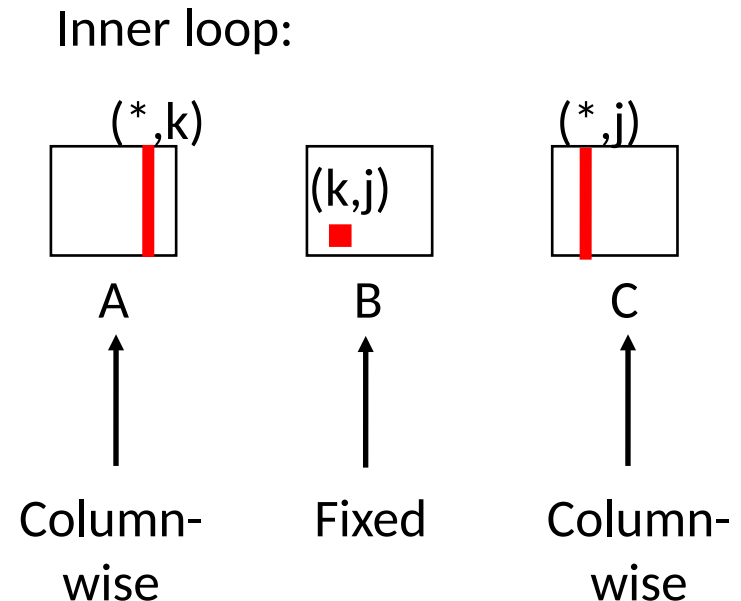 Inner loop:
(*,k)
(*,j)
(k,j)
A
B
C
Column-
wise
Fixed
Column-
wise